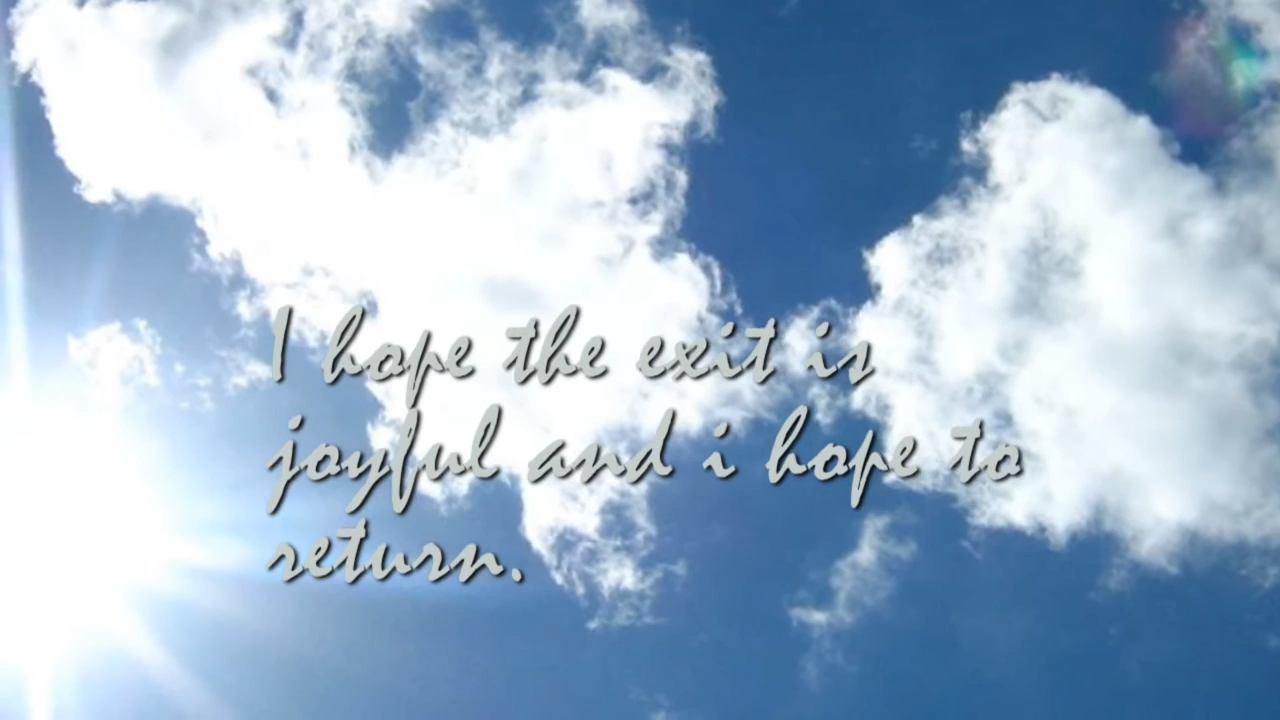 I hope the exit is
joyful and i hope to
return.